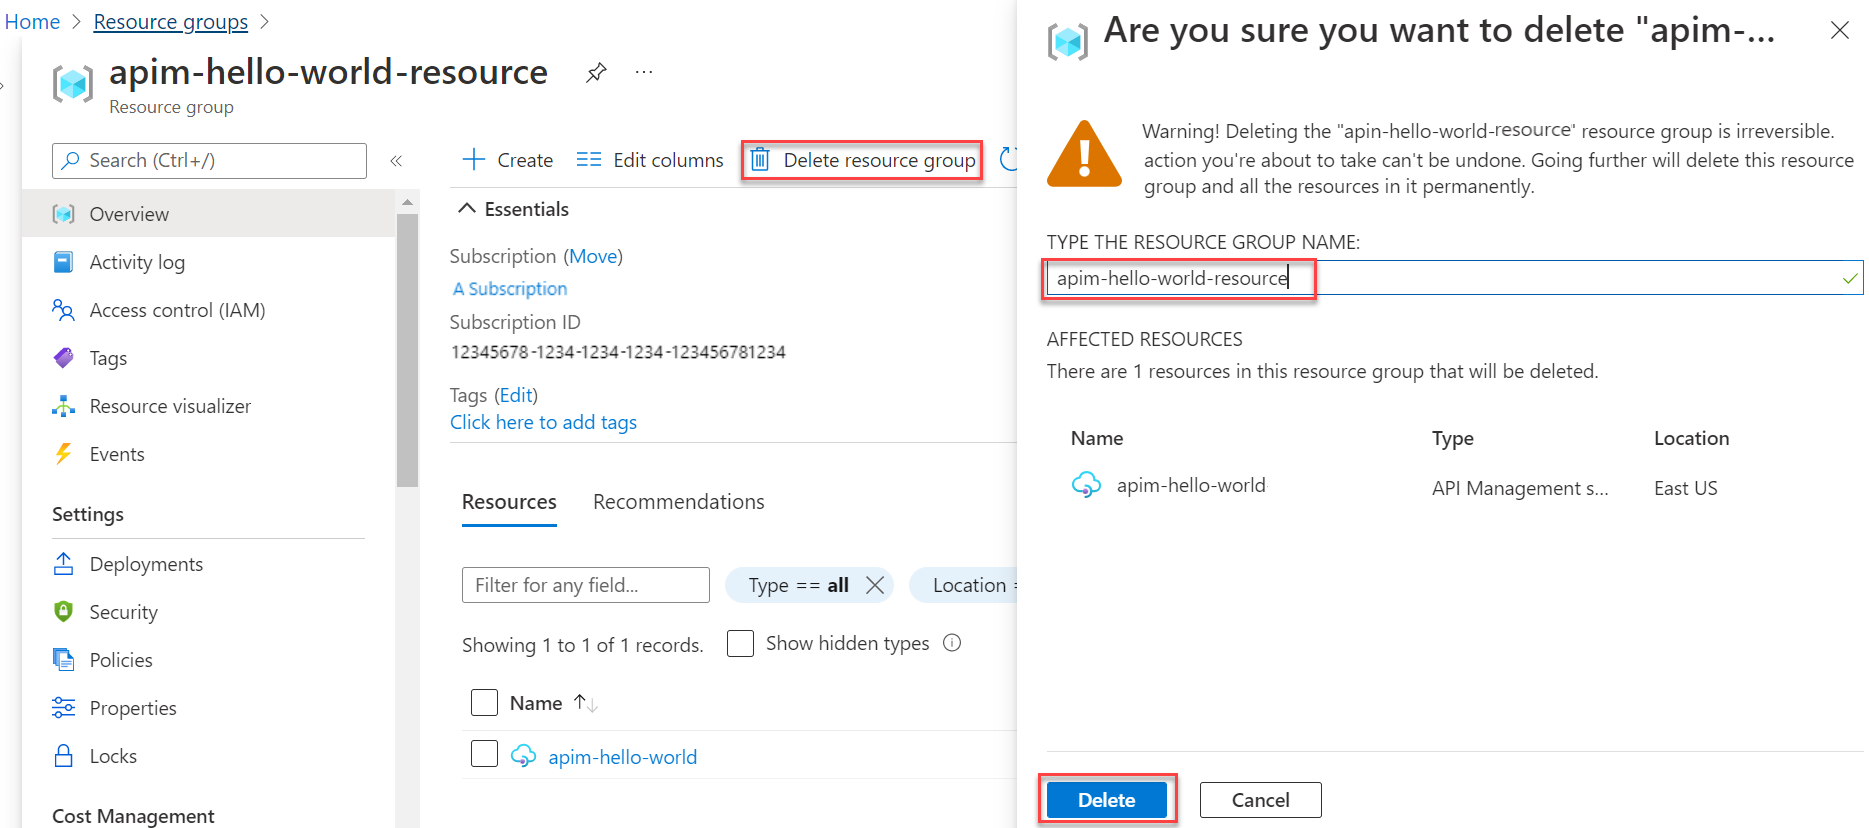 Home > Resource groups >
apim-hello-world-resource ...
Resource group
Search (Ctrl+/) «
Overview
Activity log
Access control (IAM)
Tags
Resource visualizer
Events
Settings
Deployments
Security
Policies
Properties
Locks
Cost Management
Create Edit columns Delete resource group
Essentials
Subscription (Move)
A Subscription
Subscription ID
12345678-1234-1234-1234-123456781234
Tags (Edit)
Click here to add tags
Resources Recommendations
Filter for any field... Type == all Location =
Showing 1 to 1 of 1 records. Show hidden types
Name ↑↓
apim-hello-world
Are you sure you want to delete "apim-...
Warning! Deleting the "apin-hello-world-resource' resource group is irreversible.
action you're about to take can't be undone. Going further will delete this resource
group and all the resources in it permanently.
TYPE THE RESOURCE GROUP NAME:
apim-hello-world-resource
AFFECTED RESOURCES
There are 1 resources in this resource group that will be deleted.
Name Type Location
apim-hello-world API Management s... East US
Delete Cancel